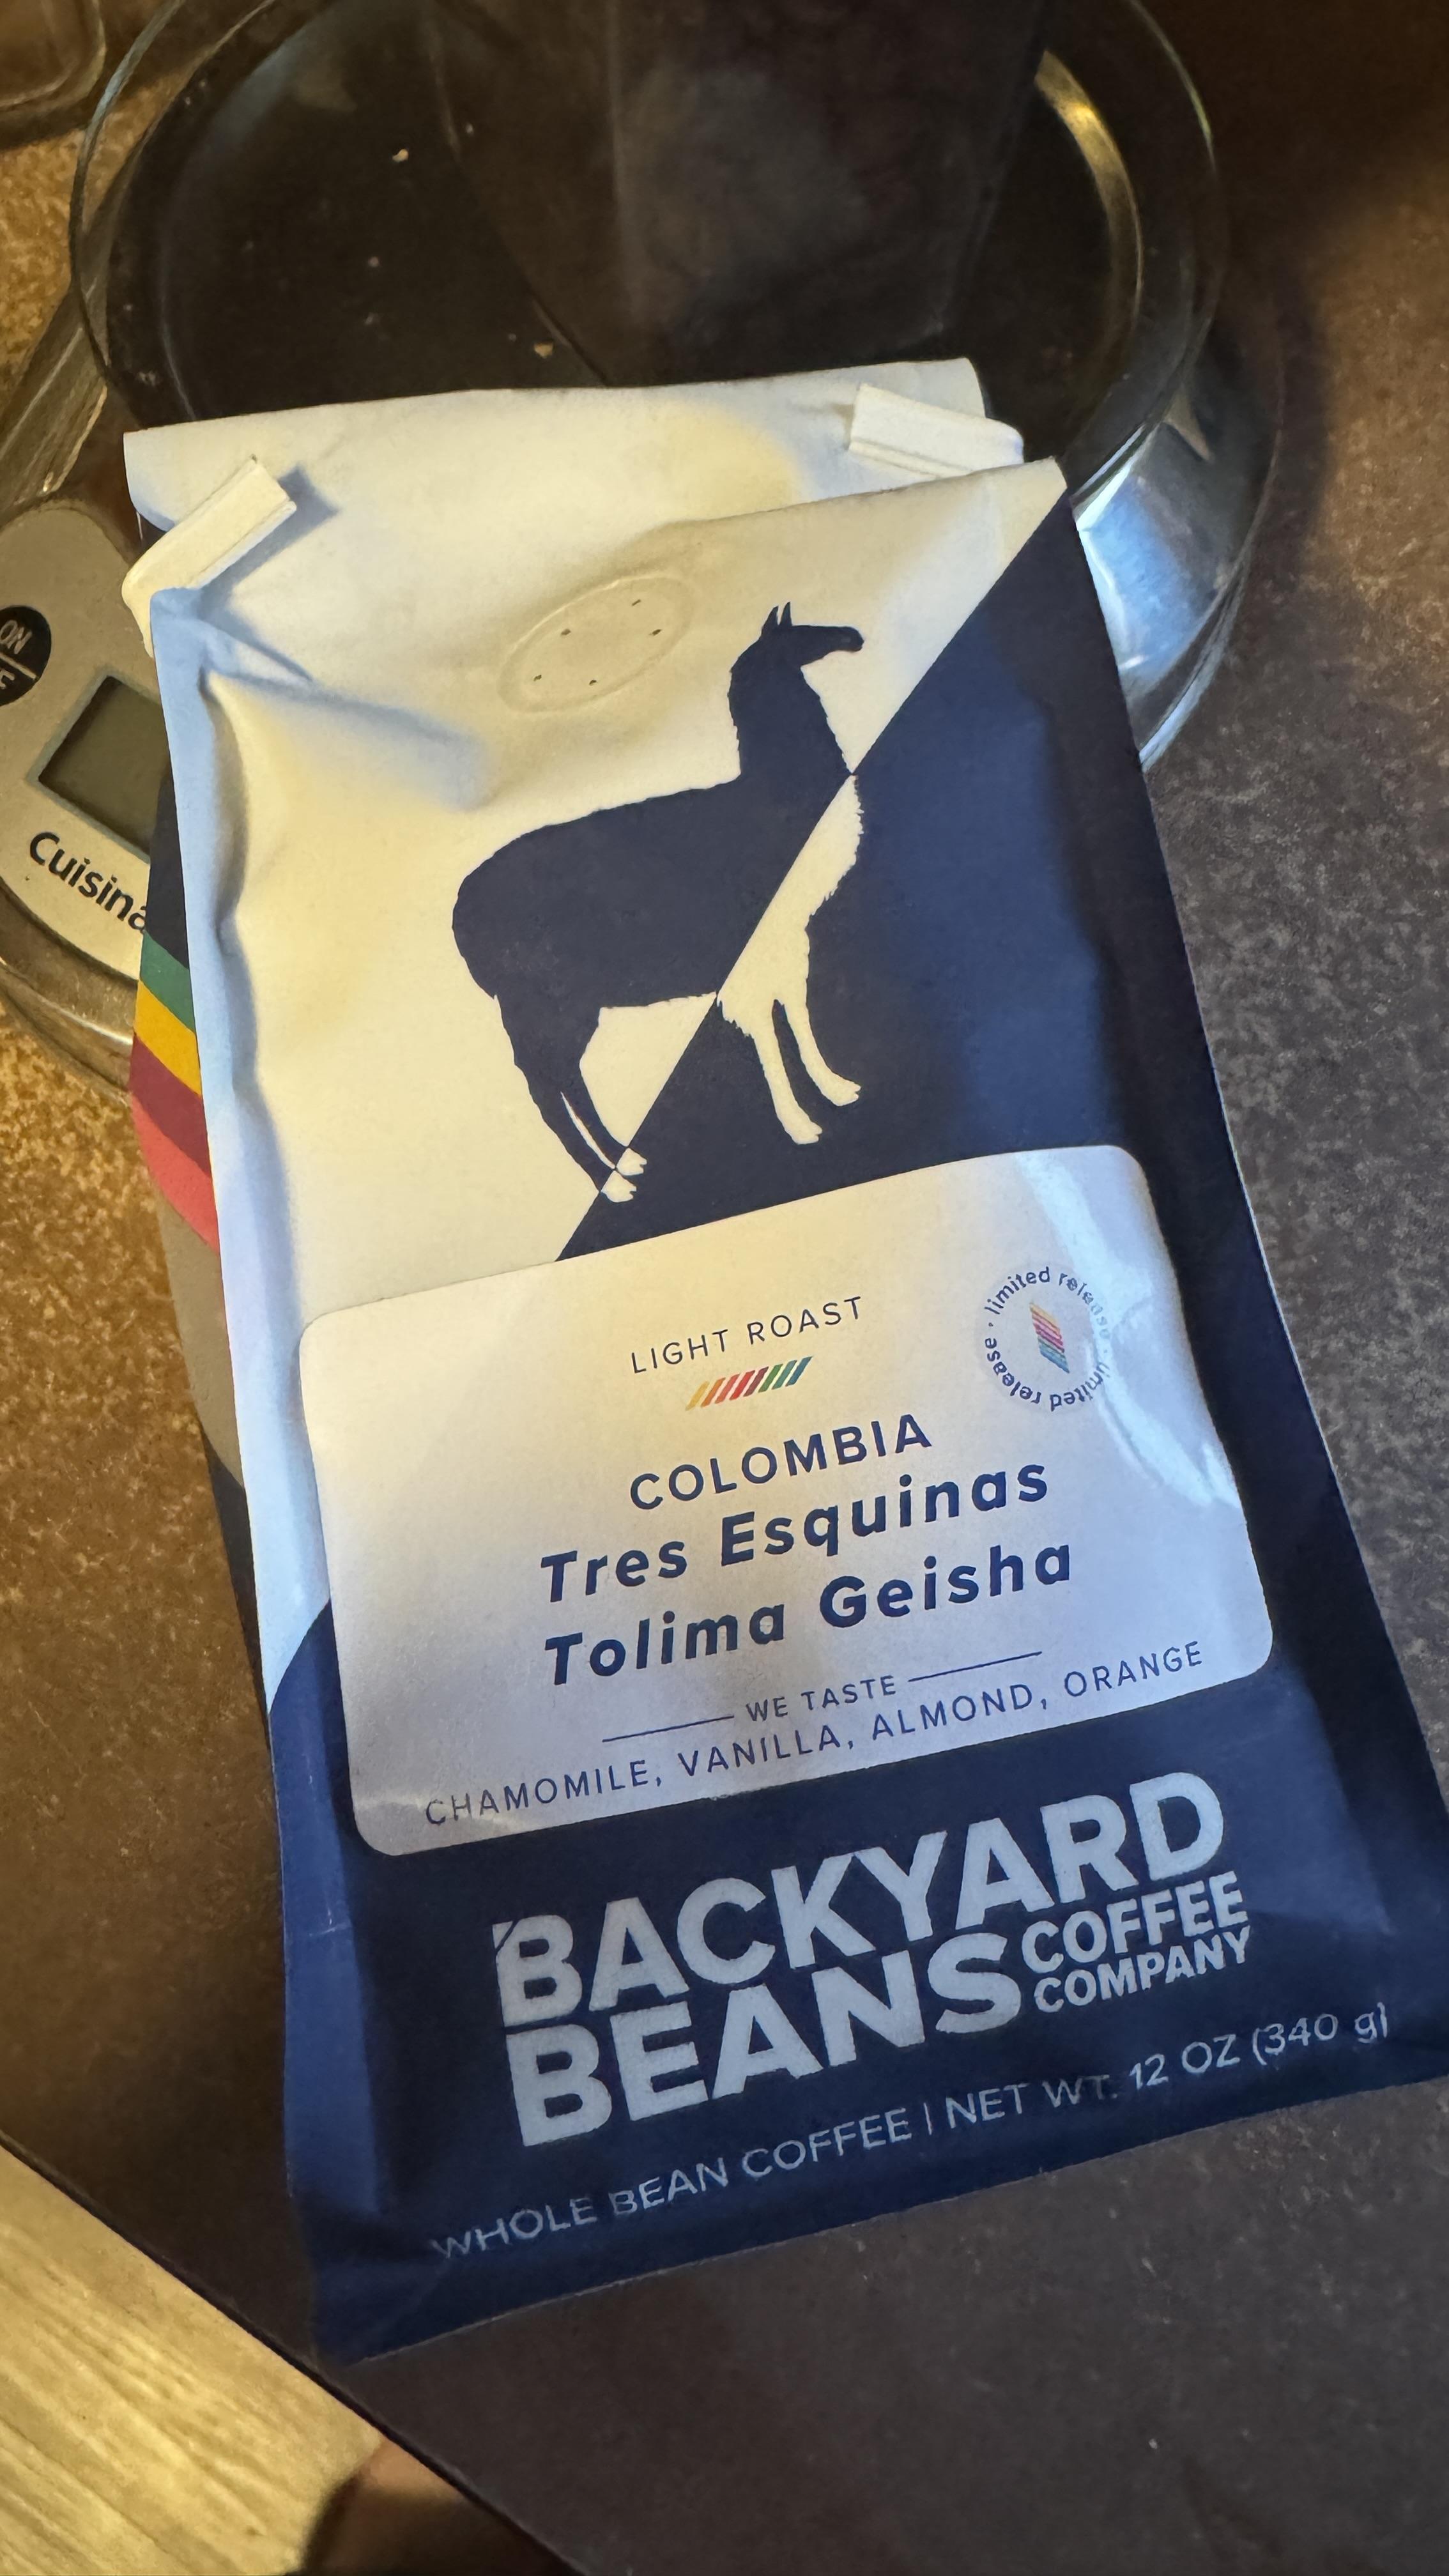 ON
Cuisina
LIGHT ROAST
limited release · limited release ·
COLOMBIA
Tres Esquinas
Tolima Geisha
WE TASTE
CHAMOMILE, VANILLA, ALMOND, ORANGE
BACKYARD
BEANS COFFEE
COMPANY
WHOLE BEAN COFFEE | NET WT. 12 OZ (340 g)